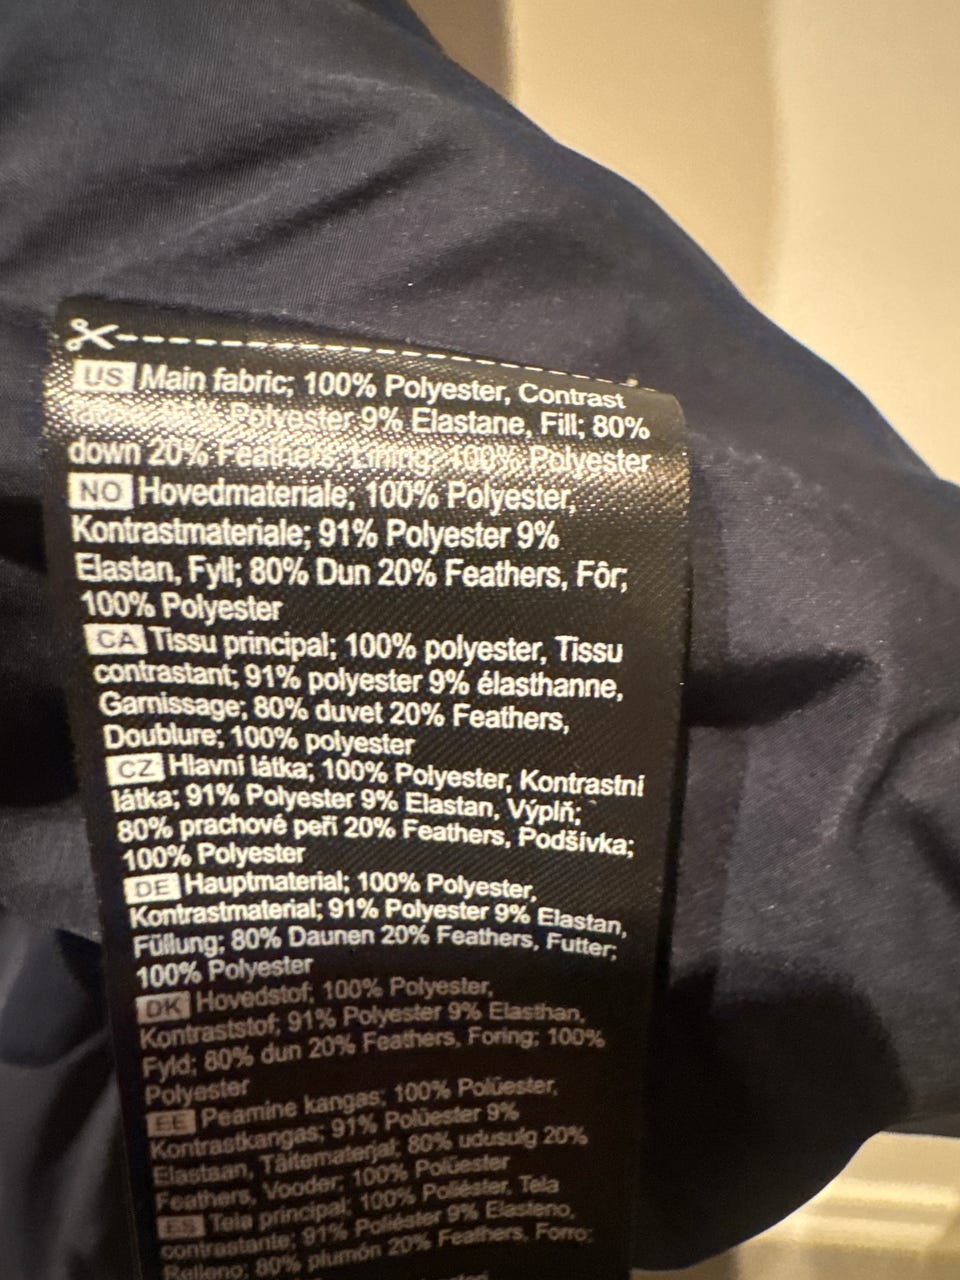 US Main fabric; 100% Polyester, Contrast
fabric; 91% Polyester 9% Elastane, Fill; 80%
down 20% Feathers, Lining; 100% Polyester
NO Hovedmateriale; 100% Polyester,
Kontrastmateriale; 91% Polyester 9%
Elastan, Fyll; 80% Dun 20% Feathers, Fôr;
100% Polyester
CA Tissu principal; 100% polyester, Tissu
contrastant; 91% polyester 9% élasthanne,
Garnissage; 80% duvet 20% Feathers,
Doublure; 100% polyester
CZ Hlavní látka; 100% Polyester, Kontrastní
látka; 91% Polyester 9% Elastan, Výplň;
80% prachové peří 20% Feathers, Podšívka;
100% Polyester
DE Hauptmaterial; 100% Polyester,
Kontrastmaterial; 91% Polyester 9% Elastan,
Füllung; 80% Daunen 20% Feathers, Futter;
100% Polyester
DK Hovedstof; 100% Polyester,
Kontraststof; 91% Polyester 9% Elasthan,
Fyld; 80% dun 20% Feathers, Foring; 100%
Polyester
EE Peamine kangas; 100% Polüester,
Kontrastkangas; 91% Polüester 9%
Elastaan, Täitematerjal; 80% udusulg 20%
Feathers, Vooder; 100% Polüester
ES Tela principal; 100% Poliéster, Tela
contrastante; 91% Poliéster 9% Elasteno,
Relleno; 80% plumón 20% Feathers, Forro;